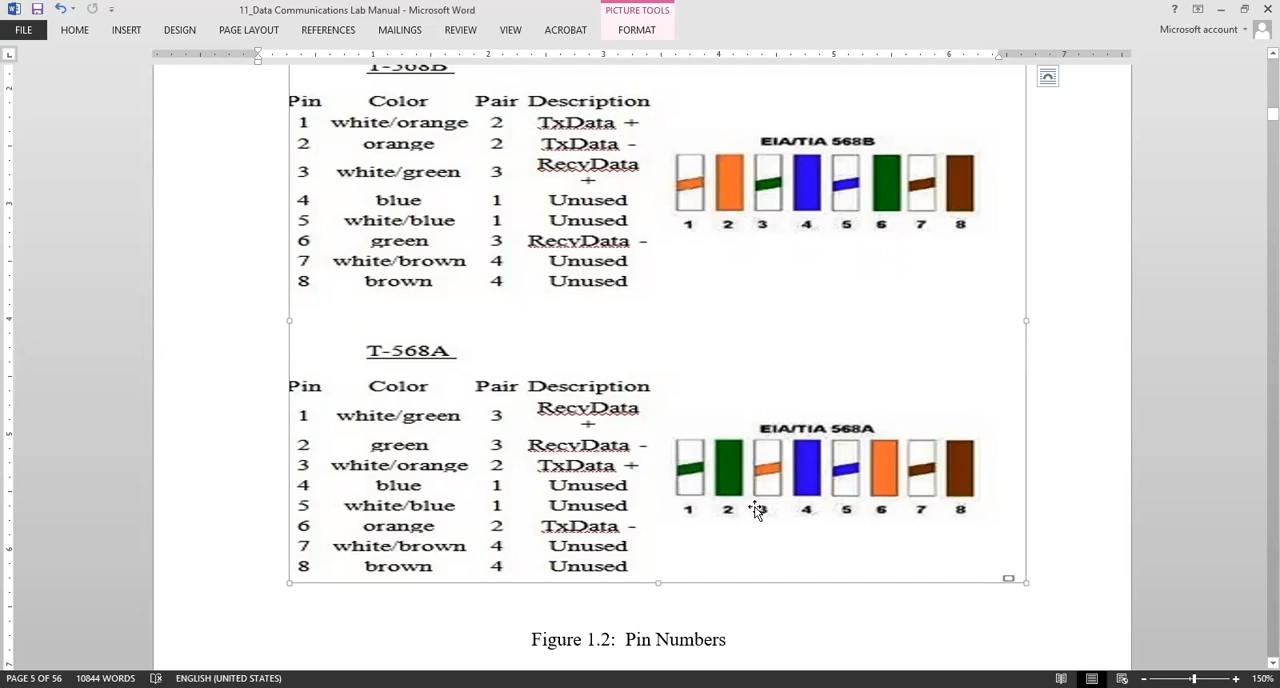 11_Data Communications Lab Manual - Microsoft Word
PICTURE TOOLS
FILE HOME INSERT DESIGN PAGE LAYOUT REFERENCES MAILINGS REVIEW VIEW ACROBAT FORMAT Microsoft account
1 2 3 4 5 7
T-568B
Pin Color Pair Description
1 white/orange 2 TxData +
2 orange 2 TxData -
3 white/green 3 RecvData +
4 blue 1 Unused
5 white/blue 1 Unused
6 green 3 RecvData -
7 white/brown 4 Unused
8 brown 4 Unused
EIA/TIA 568B
1 2 3 4 5 6 7 8
T-568A
Pin Color Pair Description
1 white/green 3 RecvData +
2 green 3 RecvData -
3 white/orange 2 TxData +
4 blue 1 Unused
5 white/blue 1 Unused
6 orange 2 TxData -
7 white/brown 4 Unused
8 brown 4 Unused
EIA/TIA 568A
1 2 3 4 5 6 7 8
Figure 1.2:  Pin Numbers
PAGE 5 OF 56 10844 WORDS ENGLISH (UNITED STATES) 150%